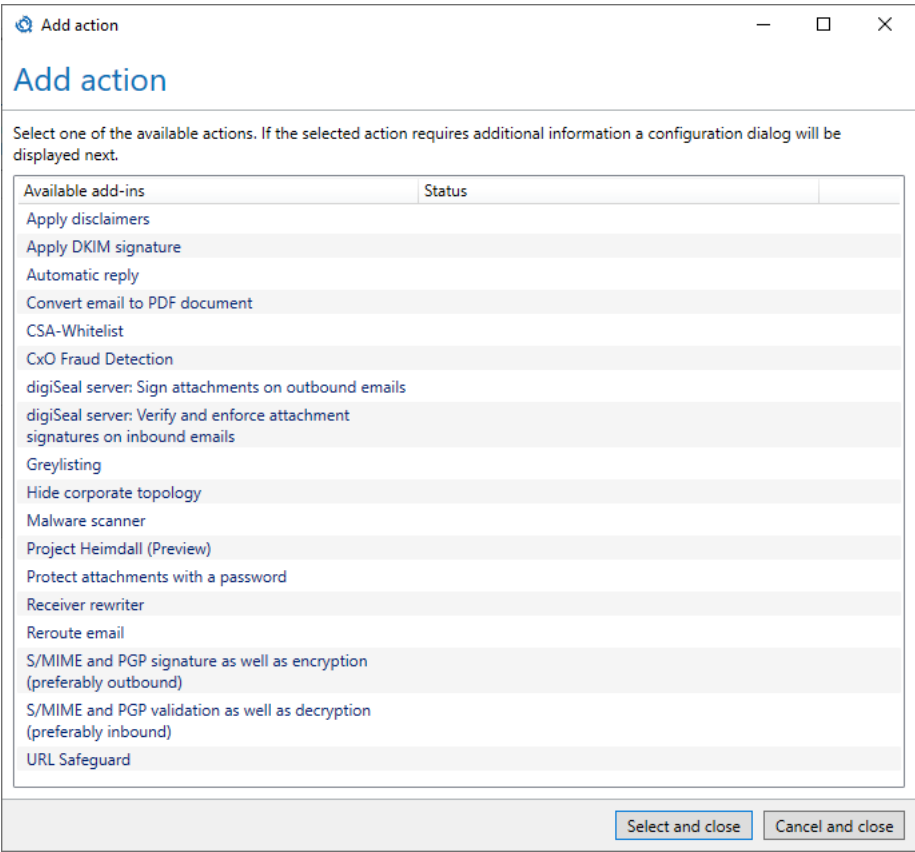 Add action
Add action
Select one of the available actions. If the selected action requires additional information a configuration dialog will be
displayed next.
Available add-ins Status
Apply disclaimers
Apply DKIM signature
Automatic reply
Convert email to PDF document
CSA-Whitelist
CxO Fraud Detection
digiSeal server: Sign attachments on outbound emails
digiSeal server: Verify and enforce attachment
signatures on inbound emails
Greylisting
Hide corporate topology
Malware scanner
Project Heimdall (Preview)
Protect attachments with a password
Receiver rewriter
Reroute email
S/MIME and PGP signature as well as encryption
(preferably outbound)
S/MIME and PGP validation as well as decryption
(preferably inbound)
URL Safeguard
Select and close Cancel and close